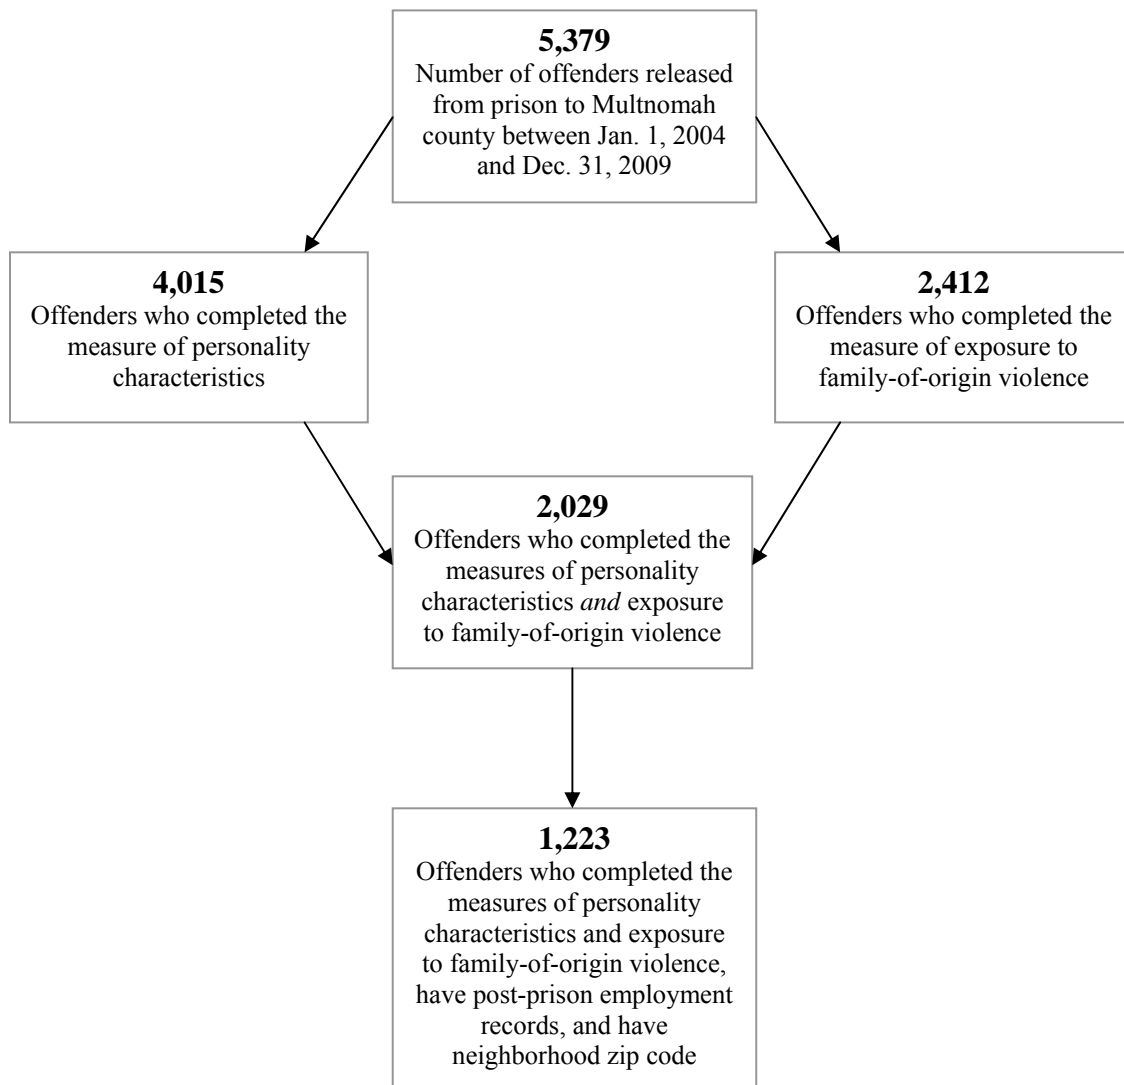 5,379
Number of offenders released
from prison to Multnomah
county between Jan. 1, 2004
and Dec. 31, 2009
4,015
Offenders who completed the
measure of personality
characteristics
2,412
Offenders who completed the
measure of exposure to
family-of-origin violence
2,029
Offenders who completed the
measures of personality
characteristics and exposure
to family-of-origin violence
1,223
Offenders who completed the
measures of personality
characteristics and exposure
to family-of-origin violence,
have post-prison employment
records, and have
neighborhood zip code